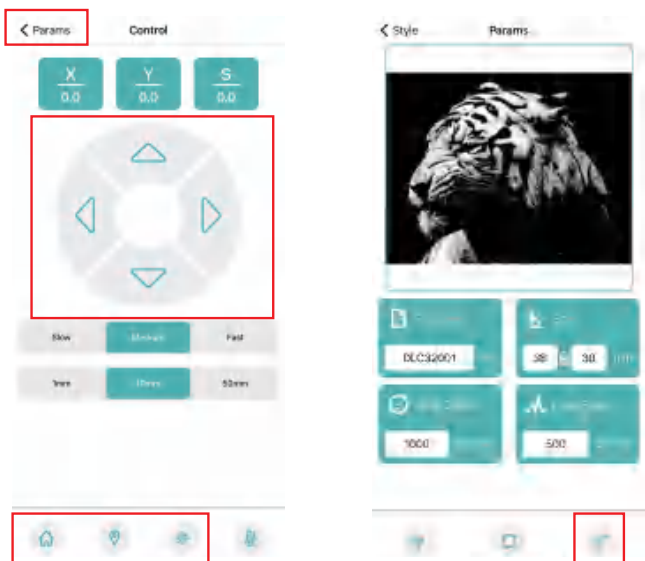 Params
Control
X
Y
S
0.0
0.0
0.0
Slow
Medium
Fast
1mm
10mm
50mm
Style
Params
DLC32001
38
38
1000
500